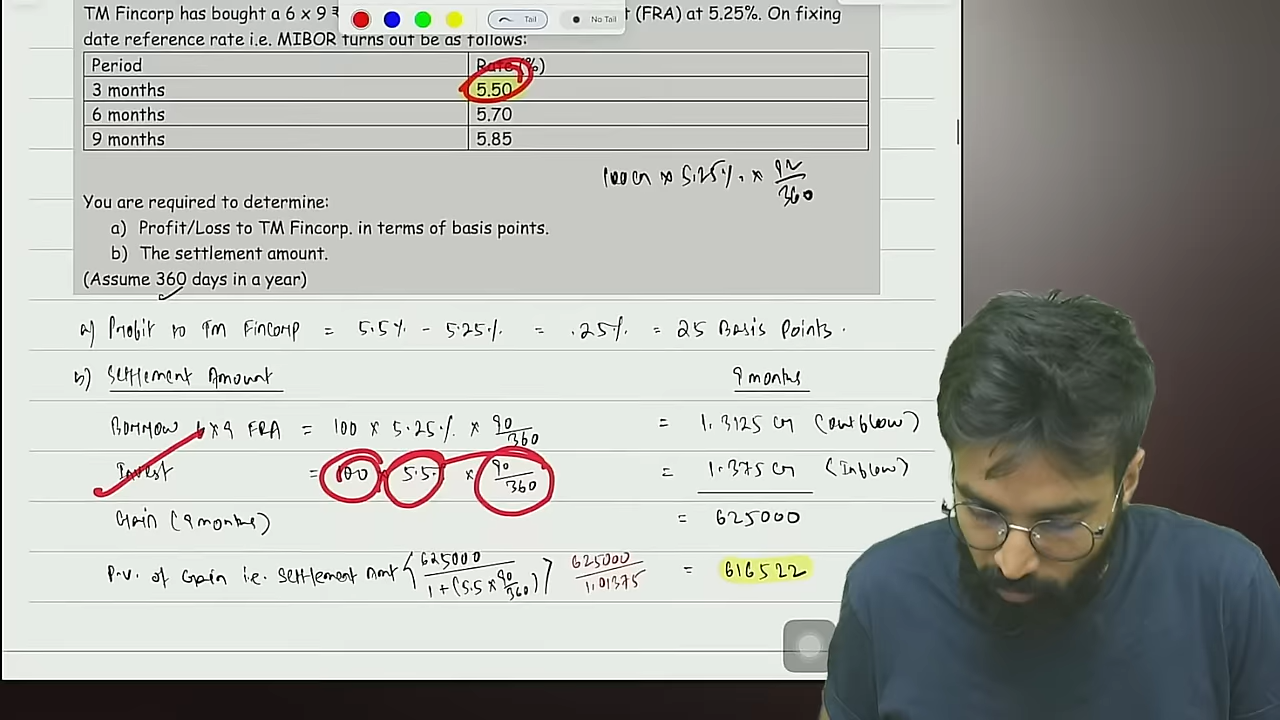 TM Fincorp has bought a 6 x 9 ₹ t (FRA) at 5.25%. On fixing
Tail
No Tail
date reference rate i.e. MIBOR turns out be as follows:
Period Rate (%)
3 months 5.50
6 months 5.70
9 months 5.85
100 cr x 5.25% x 92/360
You are required to determine:
a) Profit/Loss to TM Fincorp. in terms of basis points.
b) The settlement amount.
(Assume 360 days in a year)
a) Profit to TM Fincorp = 5.5% - 5.25% = .25% = 25 Basis Points.
b) Settlement Amount 9 months
Borrow 6x9 FRA = 100 x 5.25% x 90/360 = 1.3125 cr (outflow)
Invest = 100 x 5.5% x 90/360 = 1.375 cr (Inflow)
Gain (9 months) = 625000
P.V. of Gain i.e. Settlement Amt { 625000/1+(5.5 x 90/360) } 625000/1.01375 = 616522